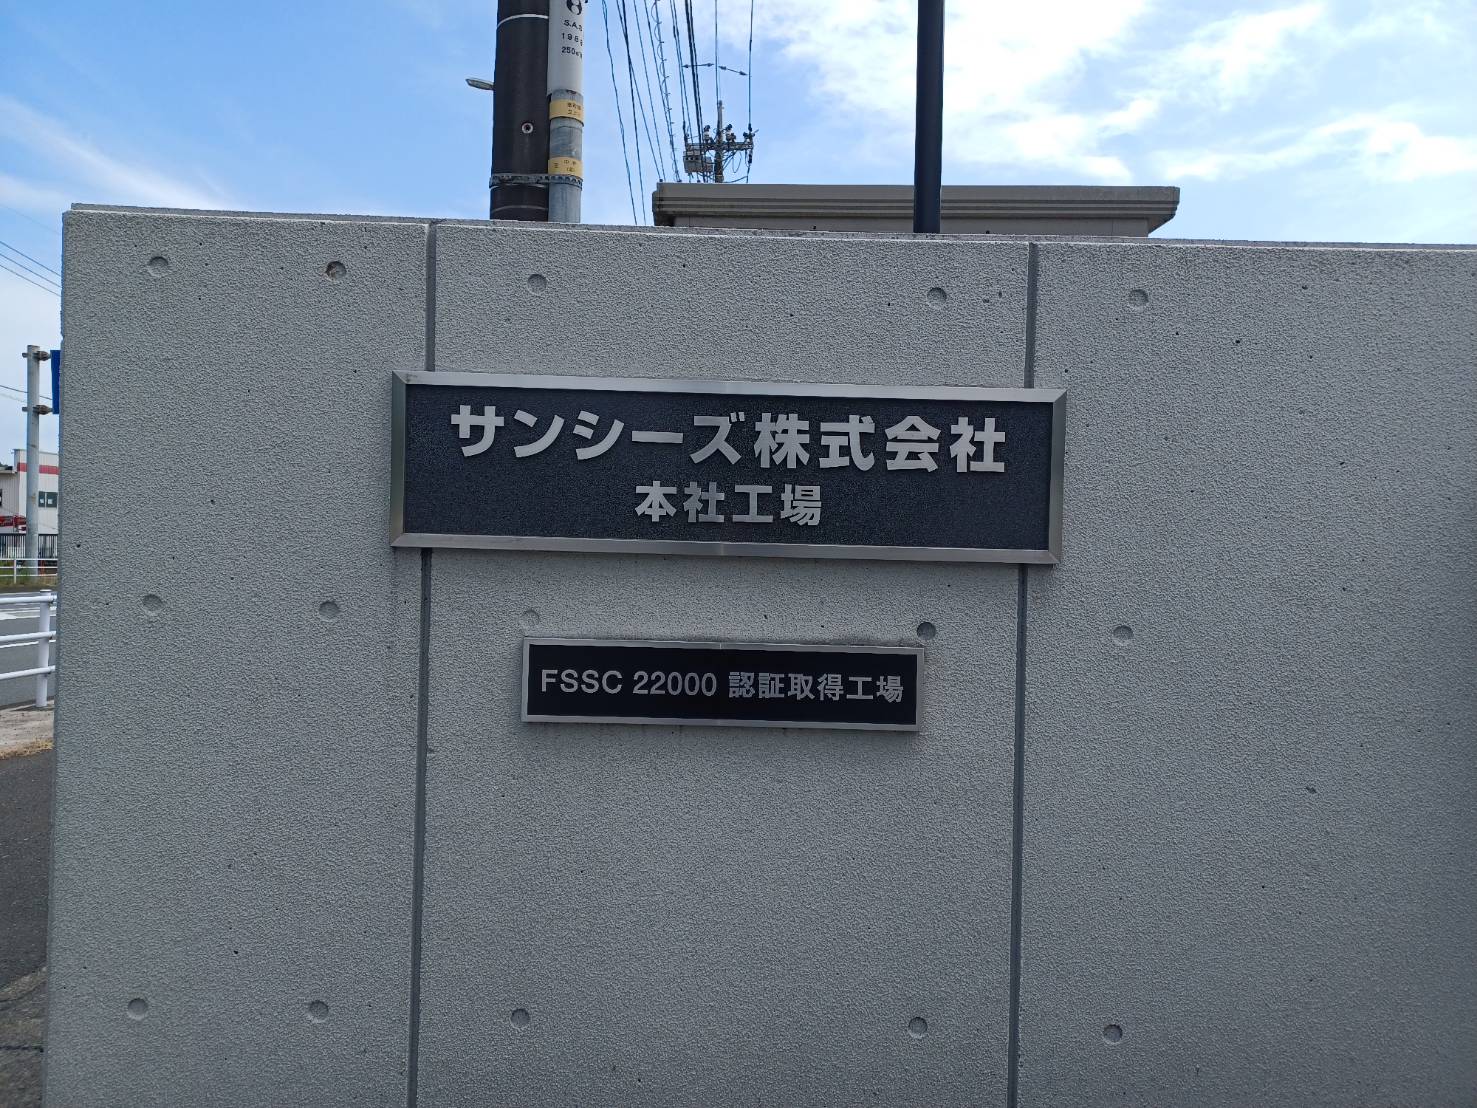 S.A.S
サンシーズ株式会社
本社工場
FSSC 22000 認証取得工場